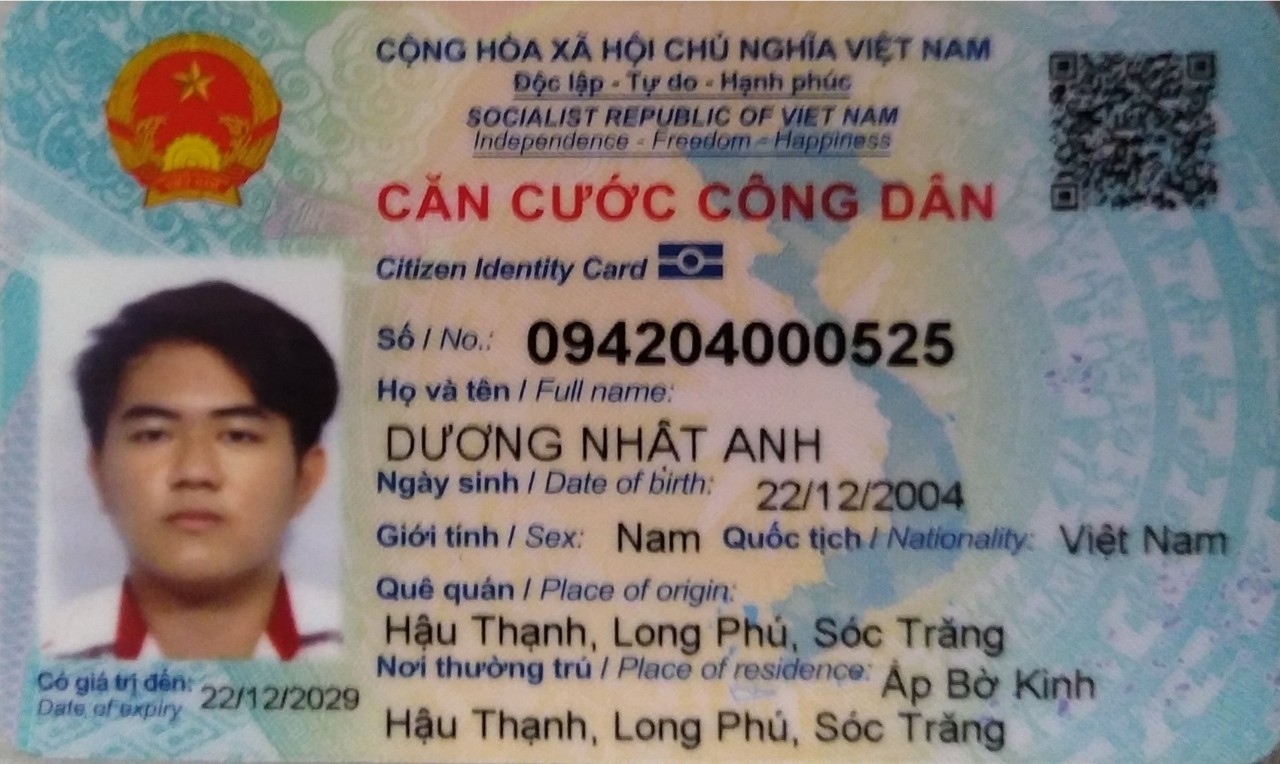 CỘNG HÒA XÃ HỘI CHỦ NGHĨA VIỆT NAM
Độc lập - Tự do - Hạnh phúc
SOCIALIST REPUBLIC OF VIET NAM
Independence - Freedom - Happiness
CĂN CƯỚC CÔNG DÂN
Citizen Identity Card
Số / No.: 094204000525
Họ và tên / Full name:
DƯƠNG NHẬT ANH
Ngày sinh / Date of birth: 22/12/2004
Giới tính / Sex: Nam Quốc tịch / Nationality: Việt Nam
Quê quán / Place of origin:
Hậu Thạnh, Long Phú, Sóc Trăng
Nơi thường trú / Place of residence: Ấp Bờ Kinh
Hậu Thạnh, Long Phú, Sóc Trăng
Có giá trị đến: 22/12/2029
Date of expiry